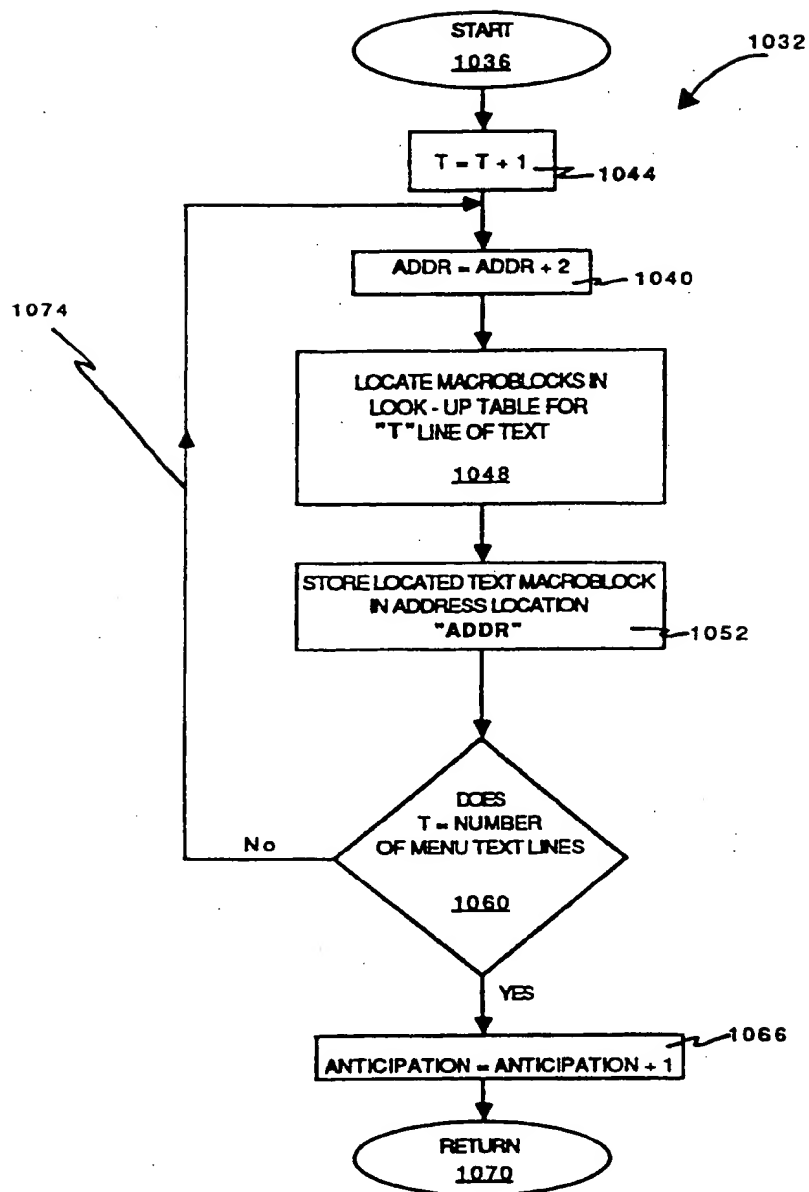 START
1036
1032
T = T + 1
1044
ADDR = ADDR + 2
1040
1074
LOCATE MACROBLOCKS IN
LOOK - UP TABLE FOR
"T" LINE OF TEXT
1048
STORE LOCATED TEXT MACROBLOCK
IN ADDRESS LOCATION
"ADDR"
1052
DOES
T = NUMBER
OF MENU TEXT LINES
1060
No
YES
1066
ANTICIPATION = ANTICIPATION + 1
RETURN
1070